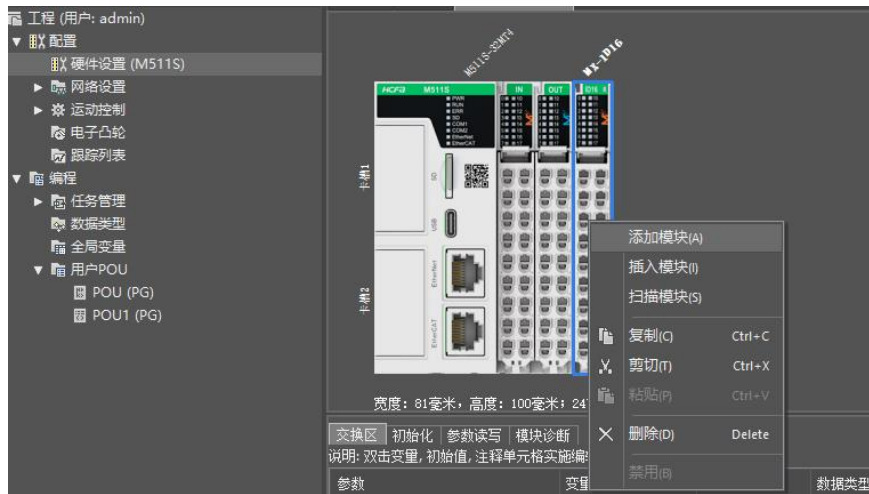 工程 (用户: admin)
配置
硬件设置 (M511S)
网络设置
运动控制
电子凸轮
跟踪列表
编程
任务管理
数据类型
全局变量
用户POU
POU (PG)
POU1 (PG)
M511S-32MT4
HCFA M511S
PWR
RUN
ERR
SD
COM1
COM2
EtherNet
EtherCAT
IN
OUT
ID16
卡槽1
SD
USB
EtherNet
卡槽2
EtherCAT
添加模块(A)
插入模块(I)
扫描模块(S)
复制(C) Ctrl+C
剪切(T) Ctrl+X
粘贴(P) Ctrl+V
删除(D) Delete
禁用(B)
宽度: 81毫米, 高度: 100毫米; 24
交换区 初始化 参数读写 模块诊断
说明: 双击变量, 初始值, 注释单元格实施编
参数 变量 数据类型